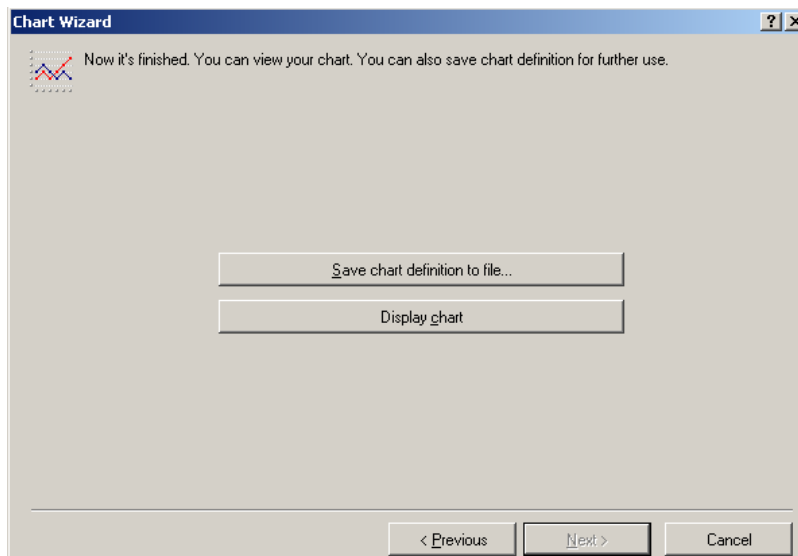 Chart Wizard
Now it's finished. You can view your chart. You can also save chart definition for further use.
Save chart definition to file...
Display chart
< Previous
Next >
Cancel